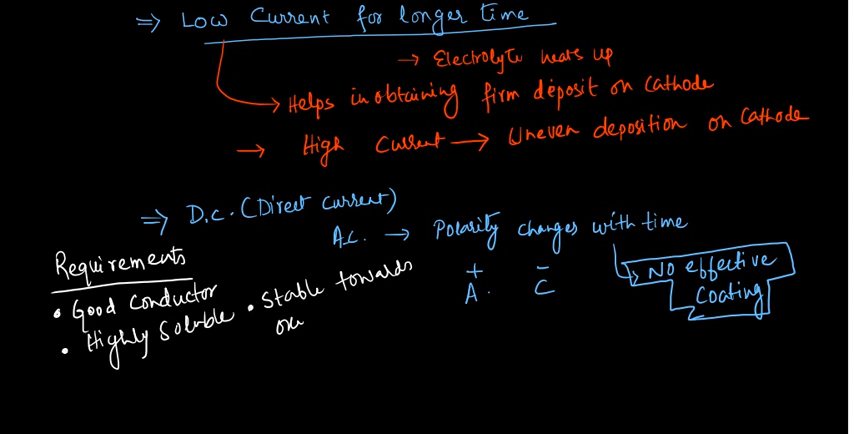 ⇒ Low Current for longer time
→ Electrolyte heats up
→ Helps in obtaining firm deposit on Cathode
→ High Current → Uneven deposition on Cathode
⇒ D.C. (Direct current)
A.C. → Polarity changes with time
+ −
A. C
NO effective
Coating
Requirements
• Good Conductor
• Highly Soluble
• Stable towards
oxi